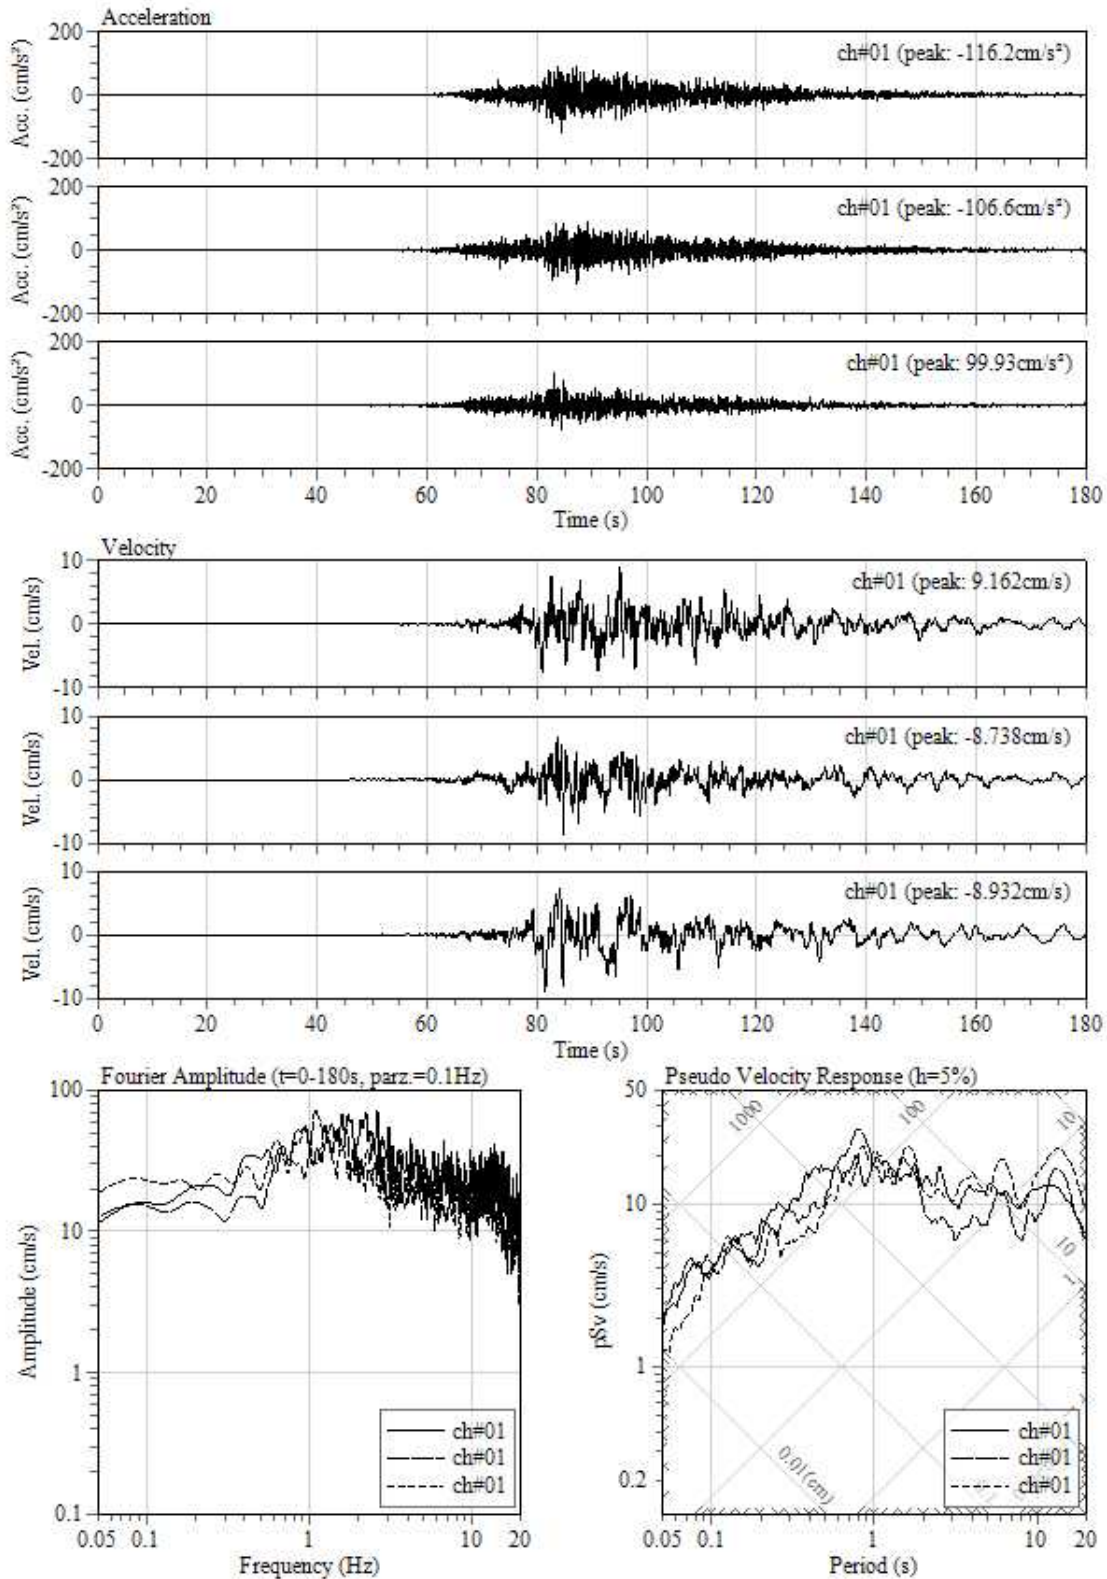 Acceleration
200
0
-200
Acc. (cm/s²)
ch#01 (peak: -116.2cm/s²)
200
0
-200
Acc. (cm/s²)
ch#01 (peak: -106.6cm/s²)
200
0
-200
Acc. (cm/s²)
ch#01 (peak: 99.93cm/s²)
0 20 40 60 80 100 120 140 160 180
Time (s)
Velocity
10
0
-10
Vel. (cm/s)
ch#01 (peak: 9.162cm/s)
10
0
-10
Vel. (cm/s)
ch#01 (peak: -8.738cm/s)
10
0
-10
Vel. (cm/s)
ch#01 (peak: -8.932cm/s)
0 20 40 60 80 100 120 140 160 180
Time (s)
Fourier Amplitude (t=0-180s, parz.=0.1Hz)
100
10
1
0.1
Amplitude (cm/s)
ch#01
ch#01
ch#01
0.05 0.1 1 10 20
Frequency (Hz)
Pseudo Velocity Response (h=5%)
50
10
1
0.2
pSv (cm/s)
1000
100
10
10
1
0.01(cm)
ch#01
ch#01
ch#01
0.05 0.1 1 10 20
Period (s)